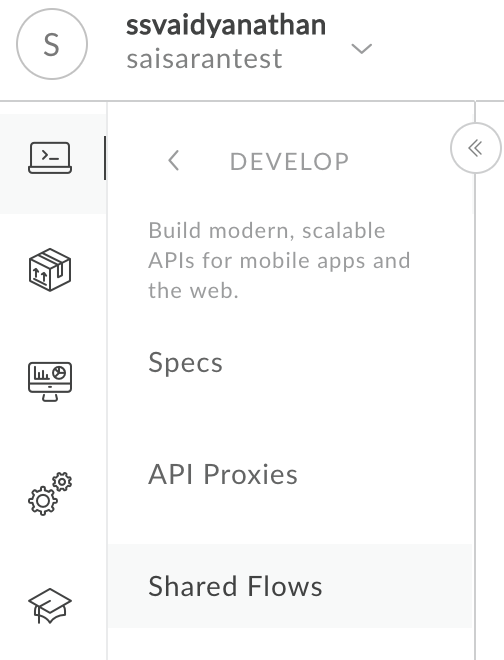 S
ssvaidyanathan
saisarantest
DEVELOP
Build modern, scalable
APIs for mobile apps and
the web.
Specs
API Proxies
Shared Flows